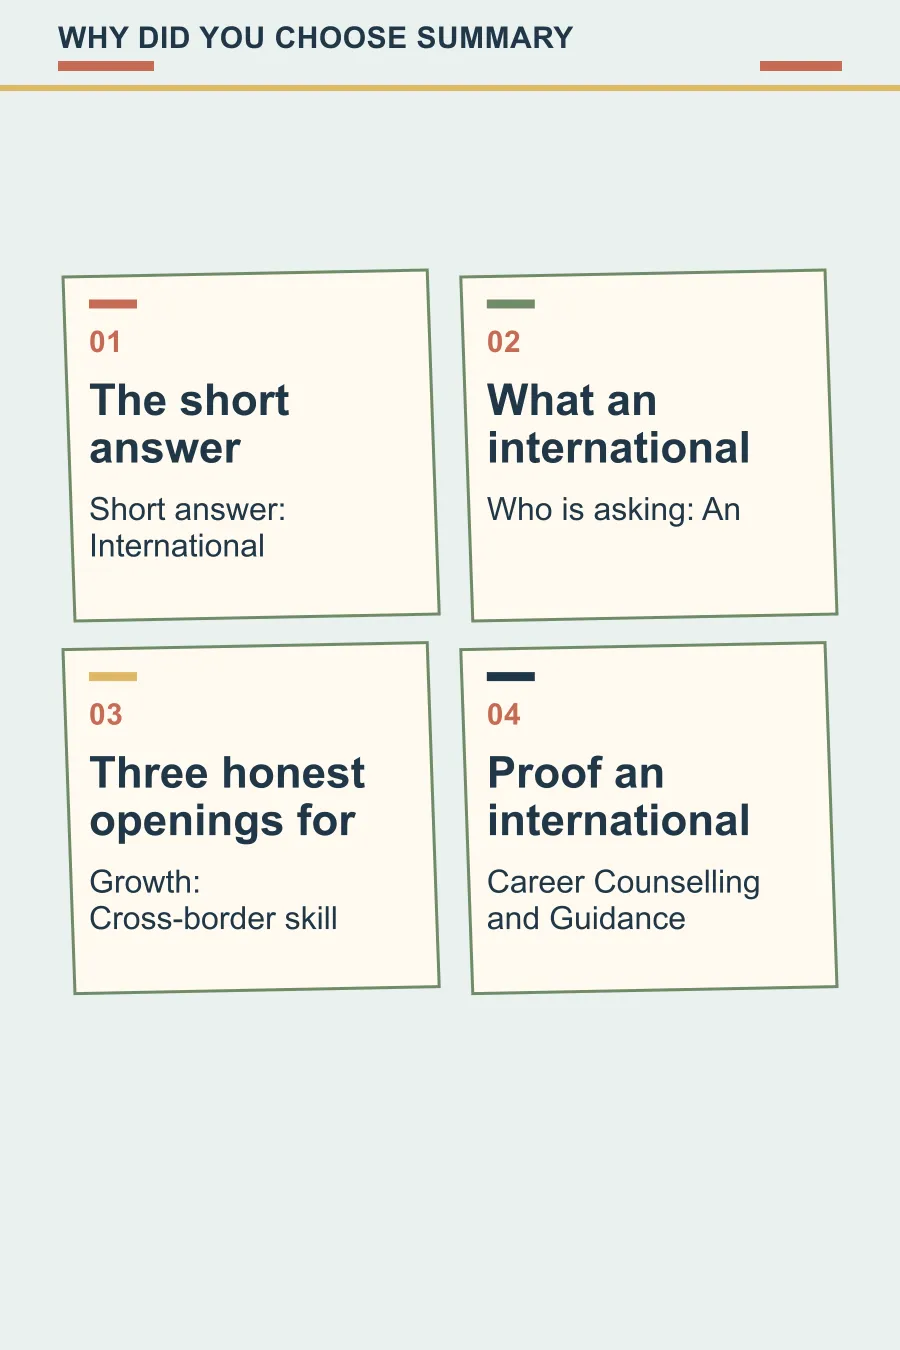 WHY DID YOU CHOOSE SUMMARY
01
The short
answer
Short answer:
International
02
What an
international
Who is asking: An
03
Three honest
openings for
Growth:
Cross-border skill
04
Proof an
international
Career Counselling
and Guidance